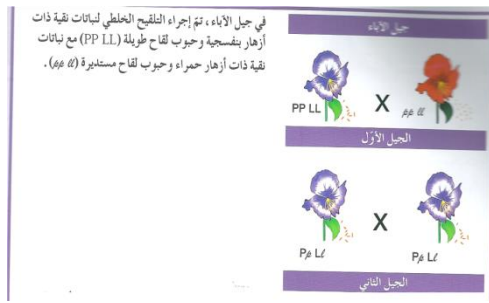 في جيل الآباء ، تمّ إجراء التلقيح الخلطي لنباتات نقية ذات
أزهار بنفسجية وحبوب لقاح طويلة (PP LL) مع نباتات
نقية ذات أزهار حمراء وحبوب لقاح مستديرة (pp ll) .
جيل الآباء
PP LL X pp ll
الجيل الأوّل
Pp Ll X Pp Ll
الجيل الثاني